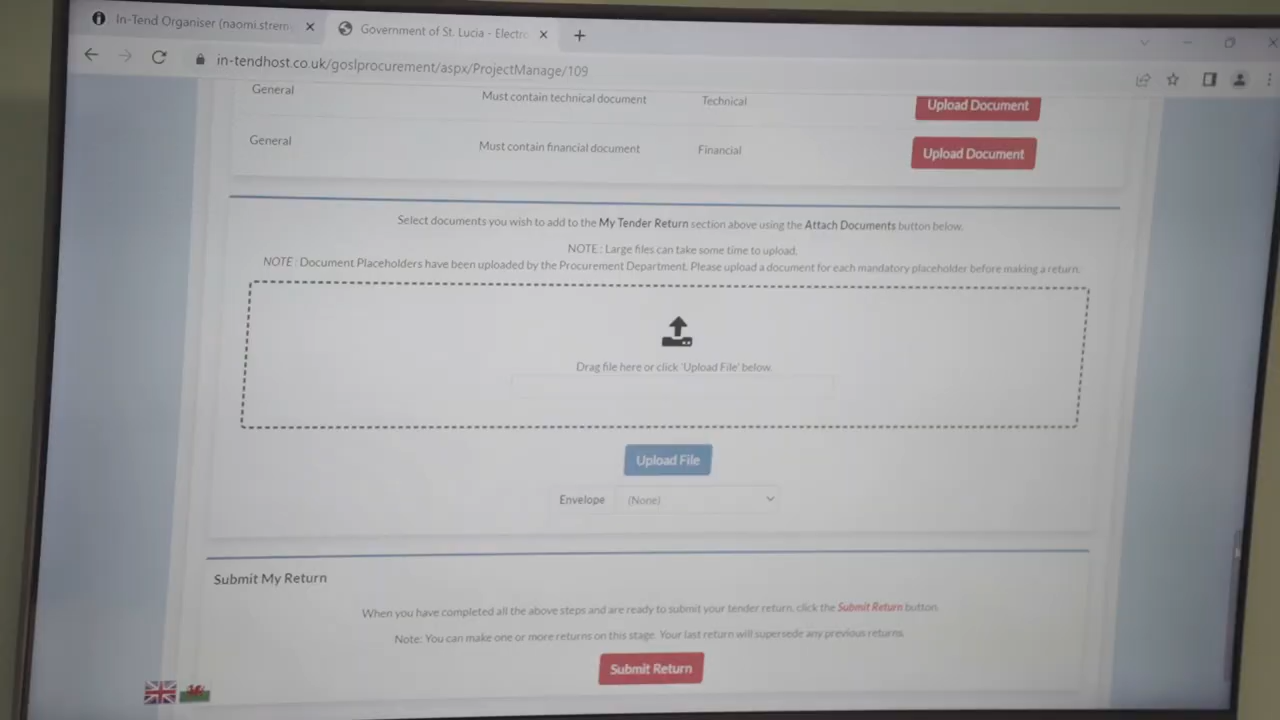 In-Tend Organiser (naomi.strem
Government of St. Lucia - Electro
in-tendhost.co.uk/goslprocurement/aspx/ProjectManage/109
General Must contain technical document Technical Upload Document
General Must contain financial document Financial Upload Document
Select documents you wish to add to the My Tender Return section above using the Attach Documents button below.
NOTE : Large files can take some time to upload.
NOTE : Document Placeholders have been uploaded by the Procurement Department. Please upload a document for each mandatory placeholder before making a return.
Drag file here or click 'Upload File' below.
Upload File
Envelope (None)
Submit My Return
When you have completed all the above steps and are ready to submit your tender return, click the Submit Return button.
Note: You can make one or more returns on this stage. Your last return will supersede any previous returns.
Submit Return